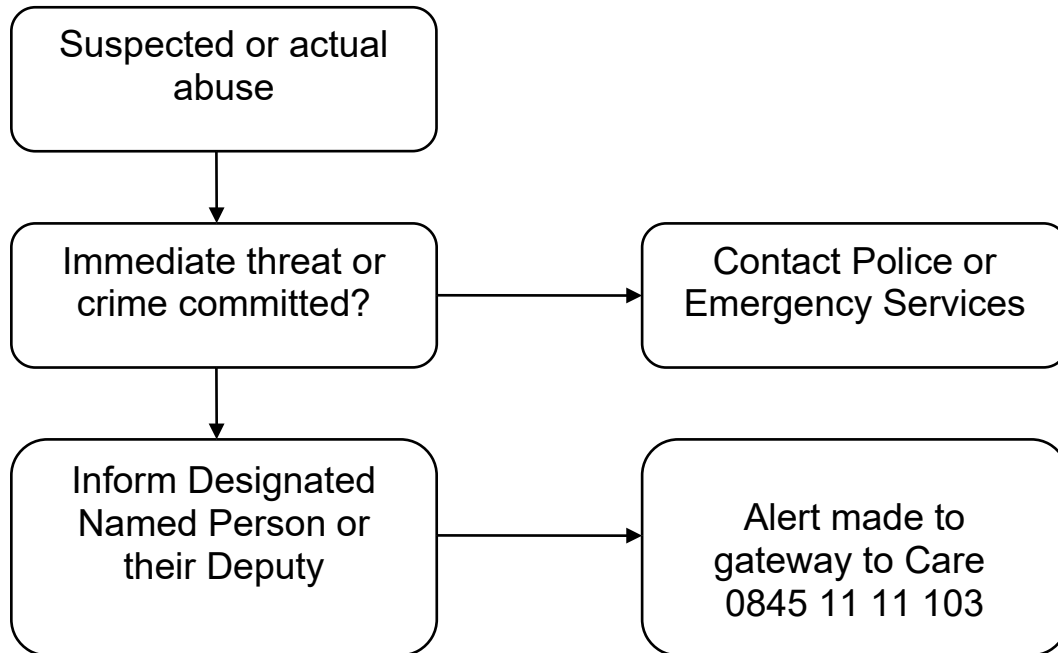 Suspected or actual
abuse
Immediate threat or
crime committed?
Contact Police or
Emergency Services
Inform Designated
Named Person or
their Deputy
Alert made to
gateway to Care
0845 11 11 103